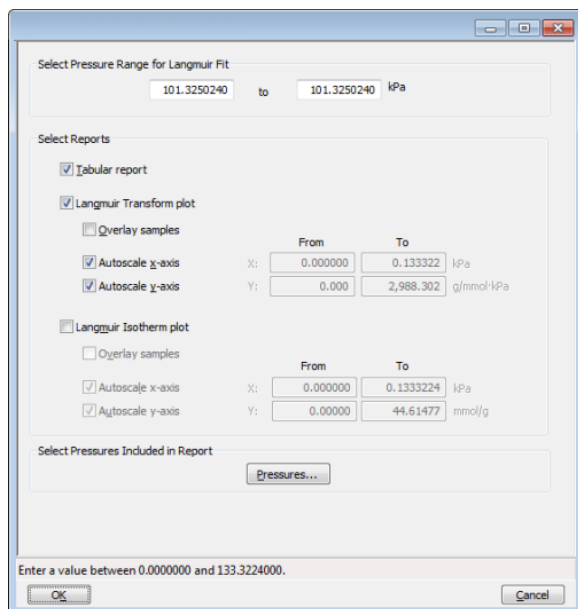 Select Pressure Range for Langmuir Fit
101.3250240 to 101.3250240 kPa
Select Reports
Tabular report
Langmuir Transform plot
Overlay samples
From To
Autoscale x-axis X: 0.000000 0.133322 kPa
Autoscale y-axis Y: 0.000 2,988.302 g/mmol·kPa
Langmuir Isotherm plot
Overlay samples
From To
Autoscale x-axis X: 0.000000 0.1333224 kPa
Autoscale y-axis Y: 0.00000 44.61477 mmol/g
Select Pressures Included in Report
Pressures...
Enter a value between 0.0000000 and 133.3224000.
OK Cancel